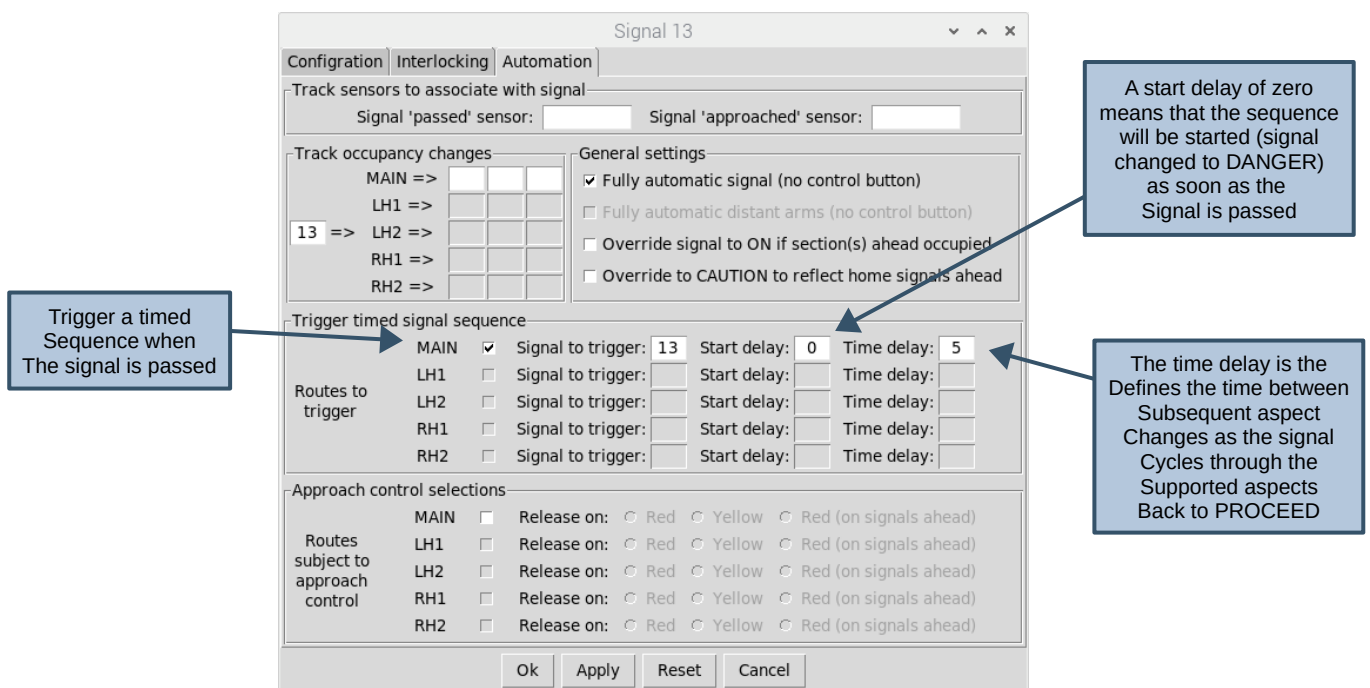 Signal 13
Configration Interlocking Automation
Track sensors to associate with signal
Signal 'passed' sensor: Signal 'approached' sensor:
Track occupancy changes
MAIN =>
LH1 =>
13 => LH2 =>
RH1 =>
RH2 =>
General settings
Fully automatic signal (no control button)
Fully automatic distant arms (no control button)
Override signal to ON if section(s) ahead occupied
Override to CAUTION to reflect home signals ahead
Trigger timed signal sequence
Routes to
trigger
MAIN Signal to trigger: 13 Start delay: 0 Time delay: 5
LH1 Signal to trigger: Start delay: Time delay:
LH2 Signal to trigger: Start delay: Time delay:
RH1 Signal to trigger: Start delay: Time delay:
RH2 Signal to trigger: Start delay: Time delay:
Approach control selections
Routes
subject to
approach
control
MAIN Release on: Red Yellow Red (on signals ahead)
LH1 Release on: Red Yellow Red (on signals ahead)
LH2 Release on: Red Yellow Red (on signals ahead)
RH1 Release on: Red Yellow Red (on signals ahead)
RH2 Release on: Red Yellow Red (on signals ahead)
Ok Apply Reset Cancel
Trigger a timed
Sequence when
The signal is passed
A start delay of zero
means that the sequence
will be started (signal
changed to DANGER)
as soon as the
Signal is passed
The time delay is the
Defines the time between
Subsequent aspect
Changes as the signal
Cycles through the
Supported aspects
Back to PROCEED